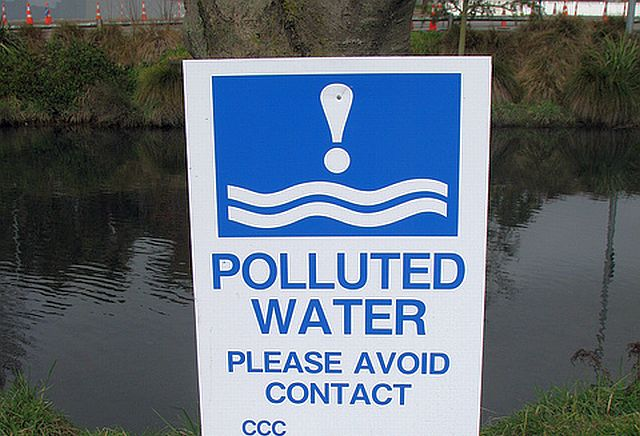 POLLUTED
WATER
PLEASE AVOID
CONTACT
CCC